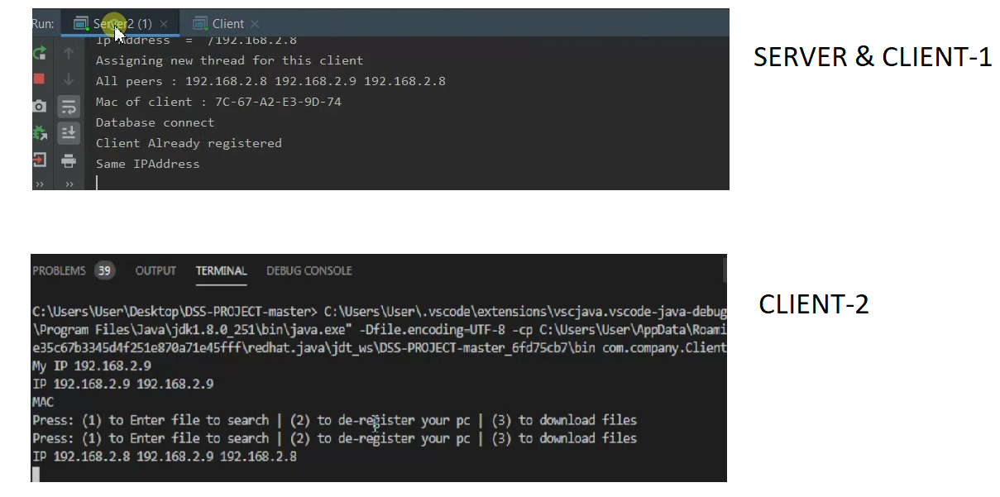 Run: Server2 (1) × Client ×
Ip Address = /192.168.2.8
Assigning new thread for this client
All peers : 192.168.2.8 192.168.2.9 192.168.2.8
Mac of client : 7C-67-A2-E3-9D-74
Database connect
Client Already registered
Same IPAddress
SERVER & CLIENT-1
PROBLEMS 39 OUTPUT TERMINAL DEBUG CONSOLE
C:\Users\User\Desktop\DSS-PROJECT-master> C:\Users\User\.vscode\extensions\vscjava.vscode-java-debug
\Program Files\Java\jdk1.8.0_251\bin\java.exe" -Dfile.encoding=UTF-8 -cp C:\Users\User\AppData\Roami
e35c67b3345d4f251e870a71e45fff\redhat.java\jdt_ws\DSS-PROJECT-master_6fd75cb7\bin com.company.Client
My IP 192.168.2.9
IP 192.168.2.9 192.168.2.9
MAC
Press: (1) to Enter file to search | (2) to de-register your pc | (3) to download files
Press: (1) to Enter file to search | (2) to de-register your pc | (3) to download files
IP 192.168.2.8 192.168.2.9 192.168.2.8
CLIENT-2